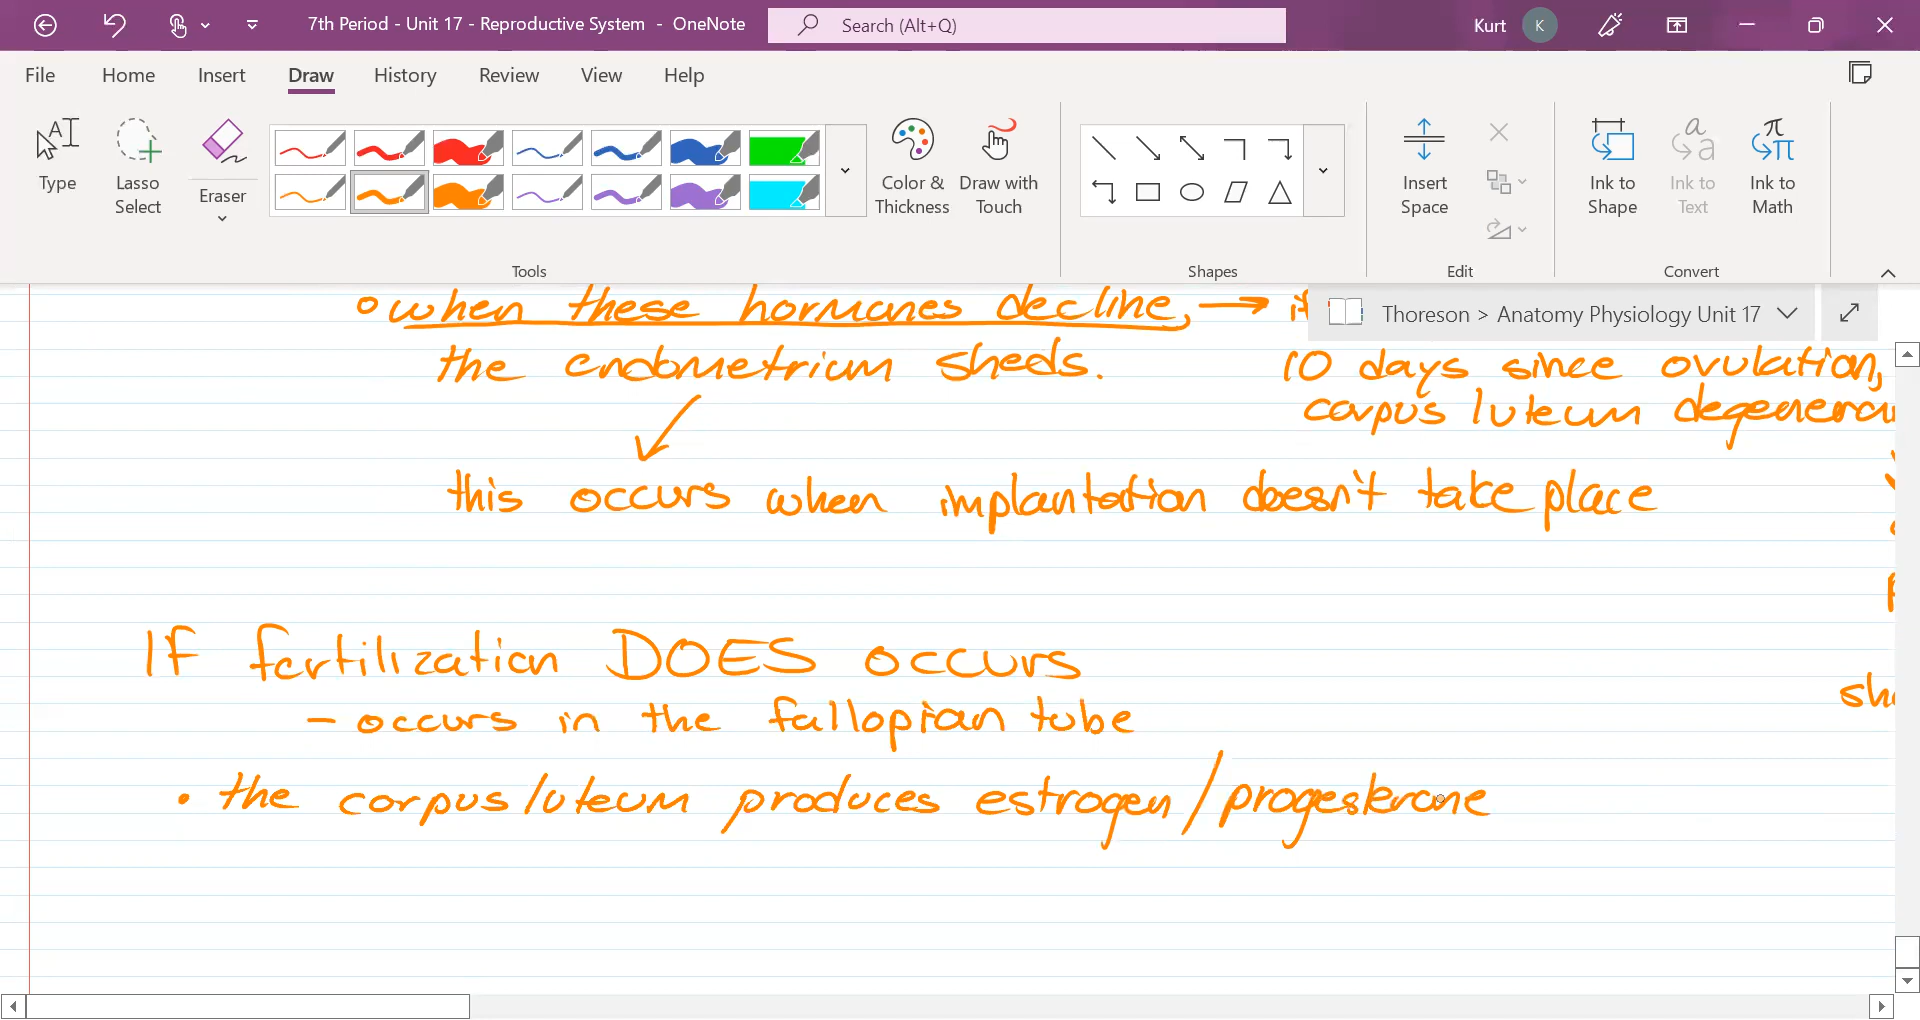 7th Period - Unit 17 - Reproductive System - OneNote
Search (Alt+Q)
Kurt
K
File Home Insert Draw History Review View Help
Type
Lasso Select
Eraser
Color & Thickness
Draw with Touch
Insert Space
Ink to Shape
Ink to Text
Ink to Math
Tools
Shapes
Edit
Convert
Thoreson > Anatomy Physiology Unit 17
when these hormones decline, → if
the endometrium sheds.
10 days since ovulation,
corpus luteum
this occurs when implantation doesn't take place
IF fertilization DOES occurs
- occurs in the fallopian tube
• the corpus luteum produces estrogen/progesterone